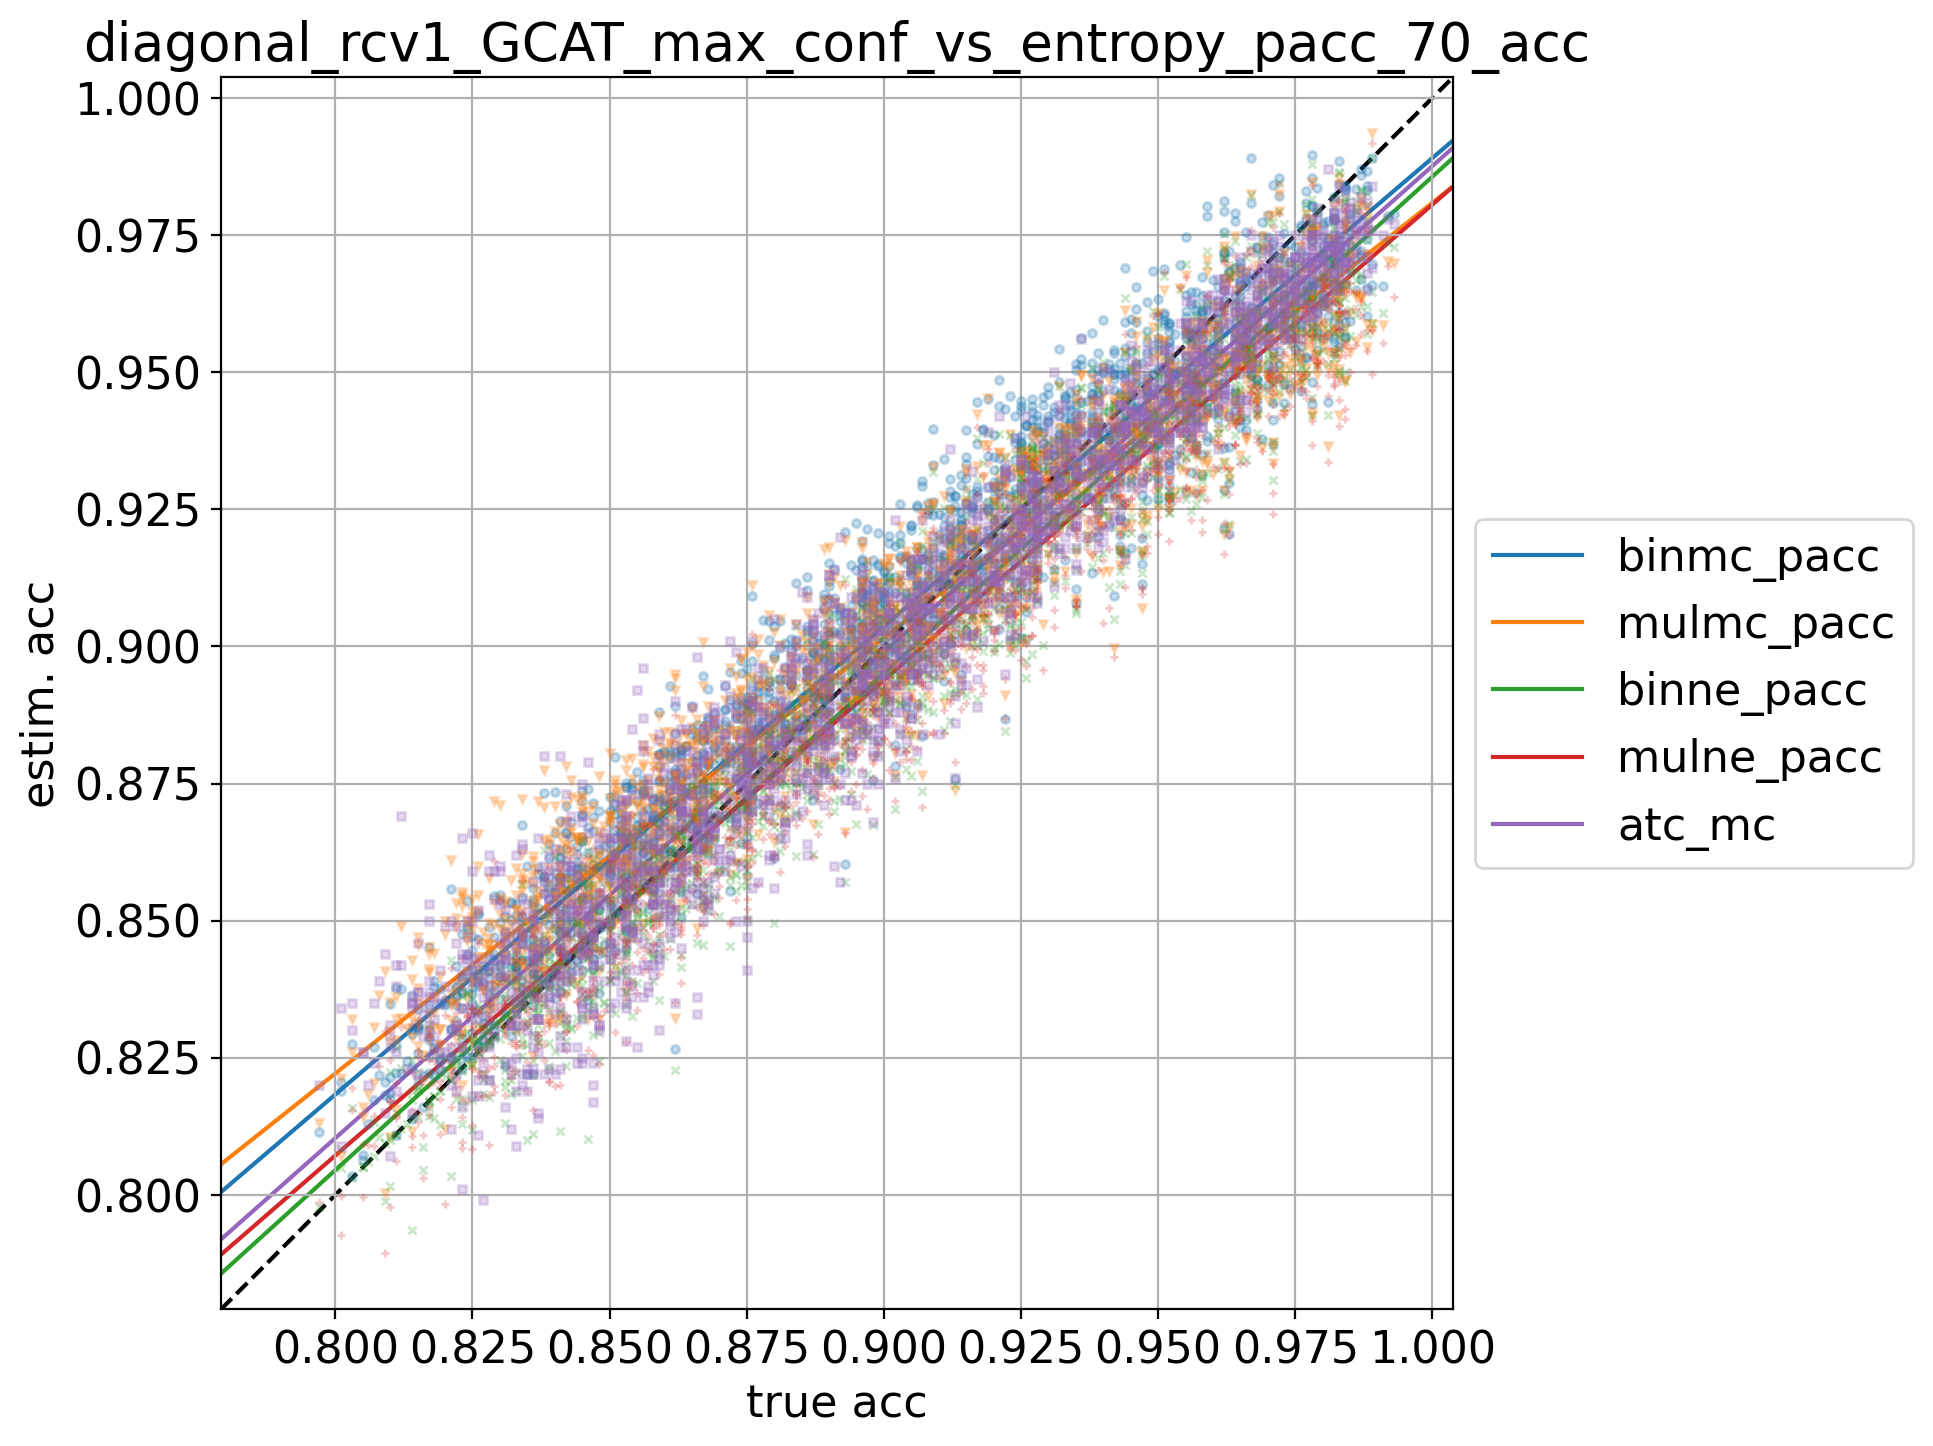 diagonal_rcv1_GCAT_max_conf_vs_entropy_pacc_70_acc
1.000
0.975
0.950
0.925
0.900
0.875
0.850
0.825
0.800
estim. acc
0.800 0.825 0.850 0.875 0.900 0.925 0.950 0.975 1.000
true acc
binmc_pacc
mulmc_pacc
binne_pacc
mulne_pacc
atc_mc